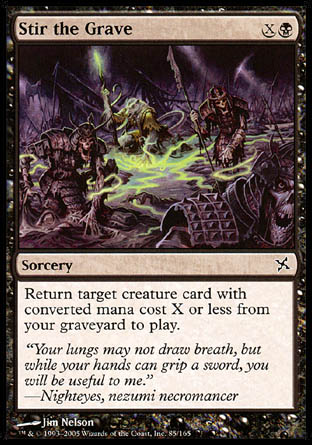 Stir the Grave X
Sorcery
Return target creature card with
converted mana cost X or less from
your graveyard to play.
“Your lungs may not draw breath, but
while your hands can grip a sword, you
will be useful to me.”
—Nighteyes, nezumi necromancer
Jim Nelson
™ & © 1993–2005 Wizards of the Coast, Inc. 85/165